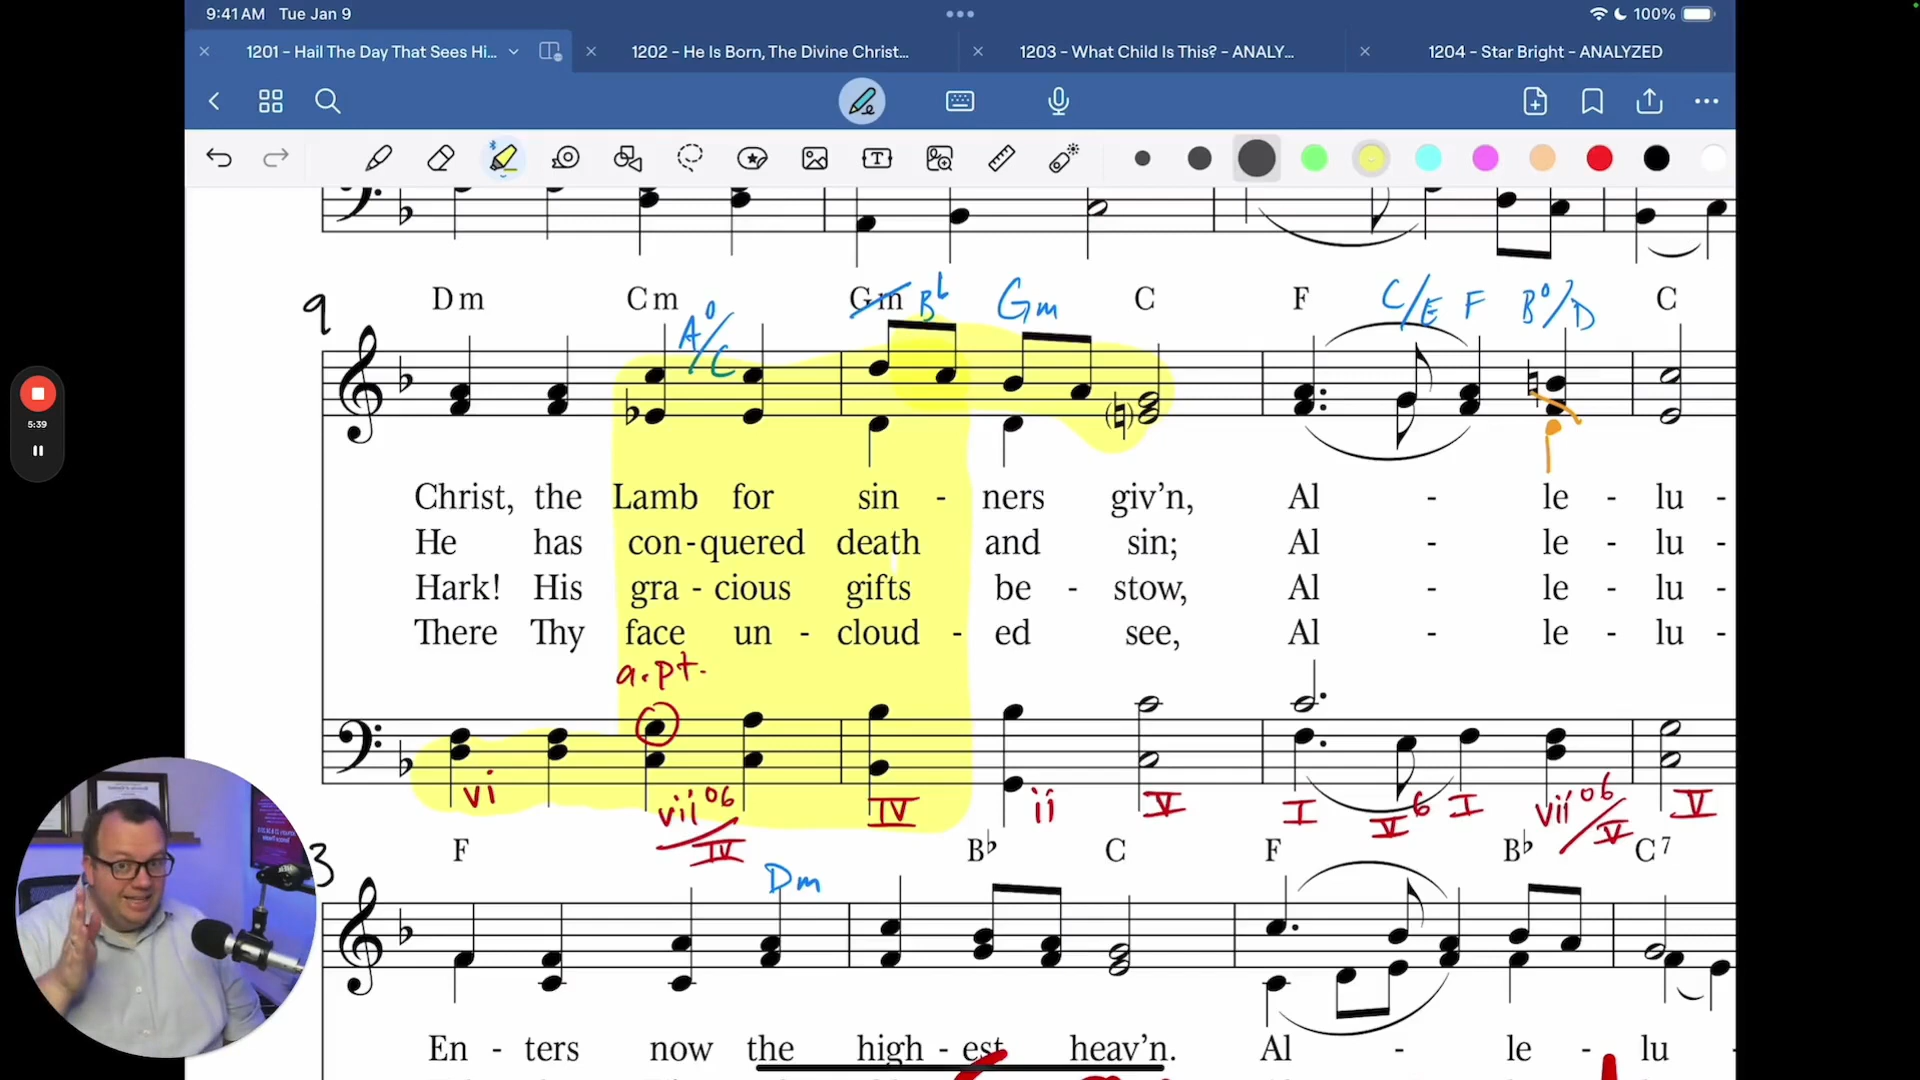 9:41 AM Tue Jan 9
100%
1201 – Hail The Day That Sees Hi...
1202 – He Is Born, The Divine Christ...
1203 – What Child Is This? – ANALY...
1204 – Star Bright – ANALYZED
5:39
9 Dm Cm A°/C Gm B♭ Gm C F C/E F B°/D C
Christ, the Lamb for sin - ners giv'n, Al - le - lu -
He has con-quered death and sin; Al - le - lu -
Hark! His gra - cious gifts be - stow, Al - le - lu -
There Thy face un - cloud - ed see, Al - le - lu -
a.pt.
vi vii°6/IV IV ii V I V6 I vii°6/V V
3 F Dm B♭ C F B♭ C7
En - ters now the high - est heav'n. Al - le - lu